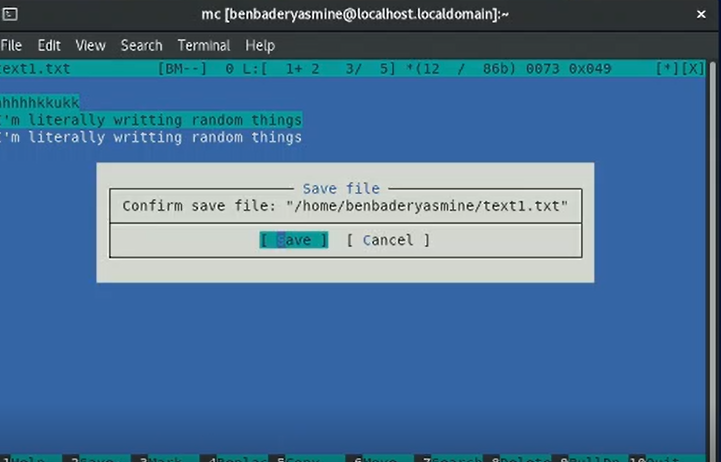 mc [benbaderyasmine@localhost.localdomain]:~ ×
File Edit View Search Terminal Help
text1.txt [BM--] 0 L:[ 1+ 2 3/ 5] *(12 / 86b) 0073 0x049 [*][X]
hhhhhkkukk
I'm literally writting random things
I'm literally writting random things
Save file
Confirm save file: "/home/benbaderyasmine/text1.txt"
[ Save ] [ Cancel ]